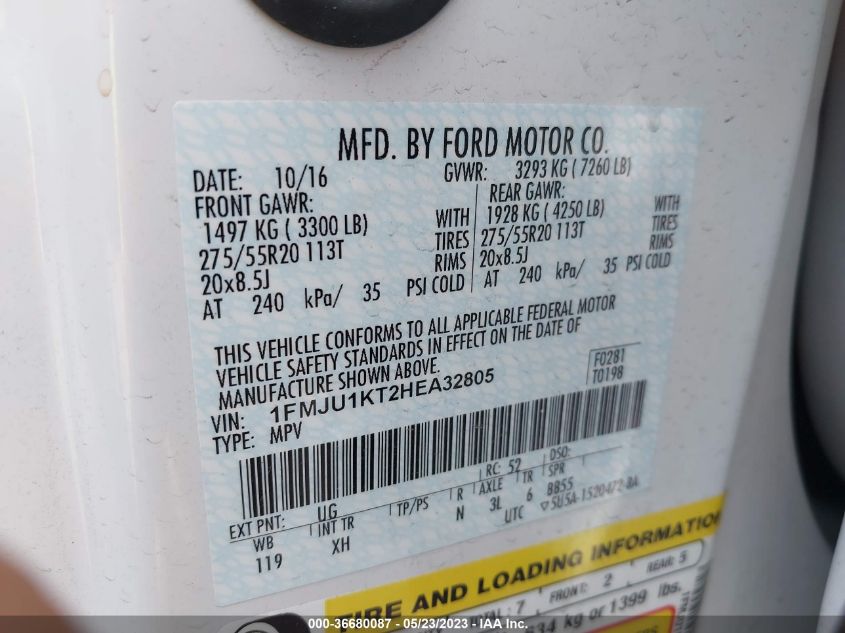 MFD. BY FORD MOTOR CO.
DATE: 10/16
GVWR: 3293 KG ( 7260 LB)
FRONT GAWR:
1497 KG ( 3300 LB)
WITH
275/55R20 113T
TIRES
20x8.5J
RIMS
AT 240 kPa/ 35 PSI COLD
REAR GAWR:
1928 KG ( 4250 LB)
WITH
275/55R20 113T
TIRES
20x8.5J
RIMS
AT 240 kPa/ 35 PSI COLD
THIS VEHICLE CONFORMS TO ALL APPLICABLE FEDERAL MOTOR
VEHICLE SAFETY STANDARDS IN EFFECT ON THE DATE OF
MANUFACTURE SHOWN ABOVE.
F0281
T0198
VIN: 1FMJU1KT2HEA32805
TYPE: MPV
RC: 52 DSO:
EXT PNT: UG
WB INT TR TP/PS R AXLE TR SPR
119 XH N 3L 6 BB55
UTC ▽5U5A-1520472-BA
TIRE AND LOADING INFORMATION
7 FRONT: 2 REAR: 5
kg or 1399 lbs.
000-36680087 - 05/23/2023 - IAA Inc.